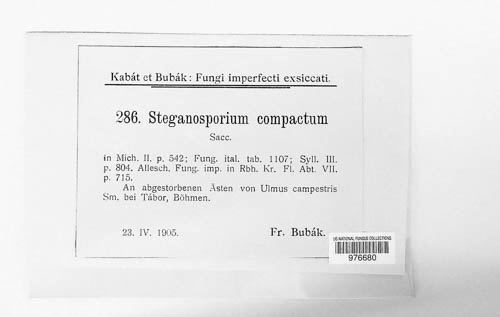 Kabát et Bubák: Fungi imperfecti exsiccati.
286. Steganosporium compactum
Sacc.
in Mich. II. p. 542; Fung. ital. tab. 1107; Syll. III.
p. 804. Allesch. Fung. imp. in Rbh. Kr. Fl. Abt. VII.
p. 715.
An abgestorbenen Ästen von Ulmus campestris
Sm. bei Tábor, Böhmen.
23. IV. 1905.
Fr. Bubák.
US NATIONAL FUNGUS COLLECTIONS
976680